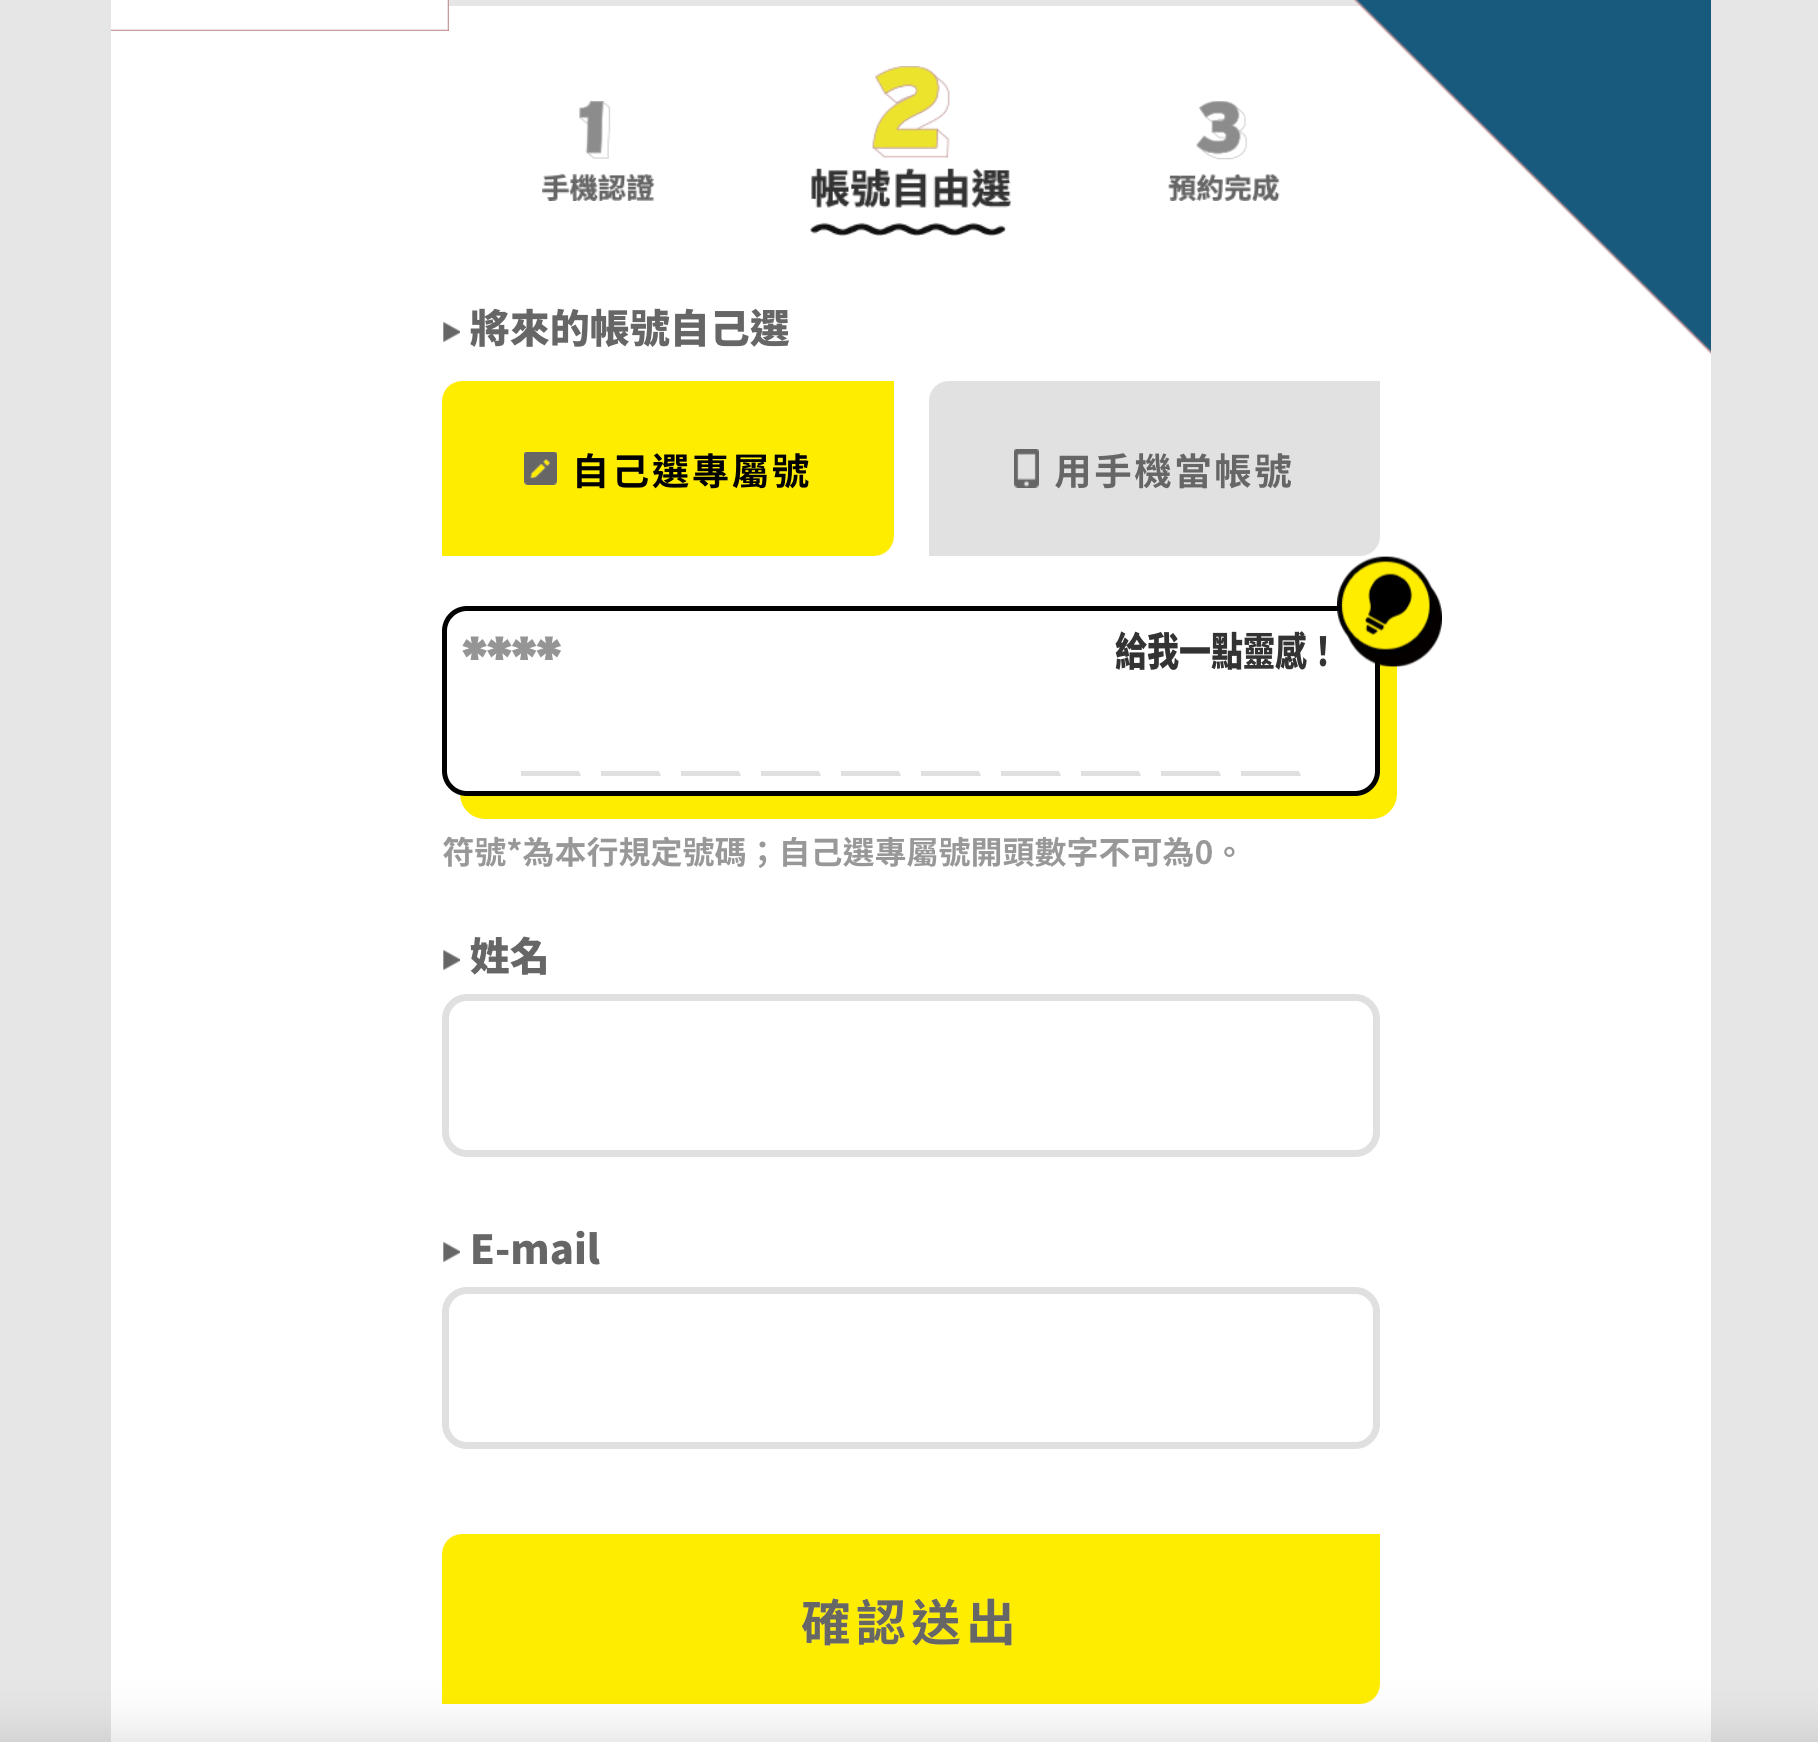 1
手機認證
2
帳號自由選
3
預約完成
▸ 將來的帳號自己選
自己選專屬號
用手機當帳號
****
給我一點靈感！
符號*為本行規定號碼；自己選專屬號開頭數字不可為0。
▸ 姓名
▸ E-mail
確認送出